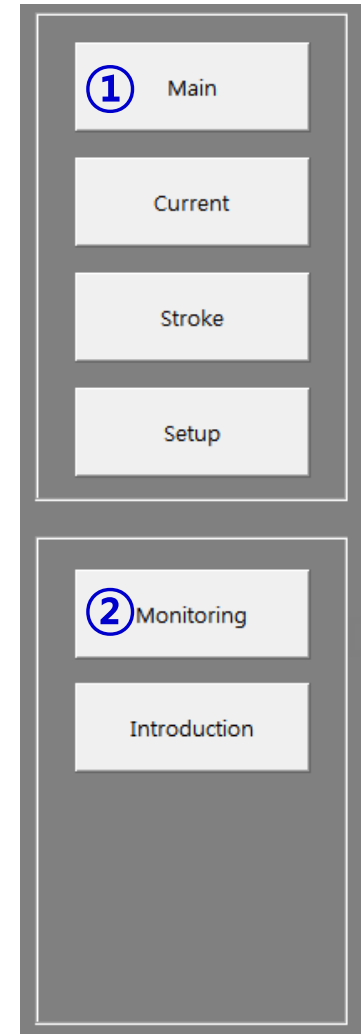 ① Main
Current
Stroke
Setup
② Monitoring
Introduction